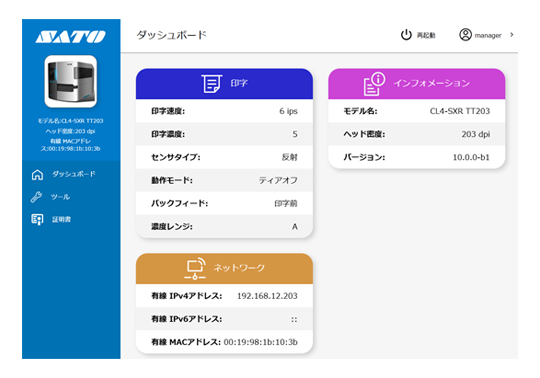 SATO
モデル名:CL4-SXR TT203
ヘッド密度:203 dpi
有線 MACアドレ
ス:00:19:98:1b:10:3b
ダッシュボード
ツール
証明書
ダッシュボード
再起動
manager
印字
印字速度: 6 ips
印字濃度: 5
センサタイプ: 反射
動作モード: ティアオフ
バックフィード: 印字前
濃度レンジ: A
インフォメーション
モデル名: CL4-SXR TT203
ヘッド密度: 203 dpi
バージョン: 10.0.0-b1
ネットワーク
有線 IPv4アドレス: 192.168.12.203
有線 IPv6アドレス: ::
有線 MACアドレス: 00:19:98:1b:10:3b